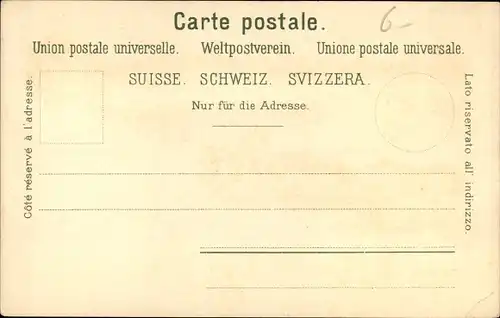 Carte postale.
6-
Union postale universelle. Weltpostverein. Unione postale universale.
SUISSE. SCHWEIZ. SVIZZERA.
Nur für die Adresse.
Côté réservé à l'adresse.
Lato riservato all' indirizzo.